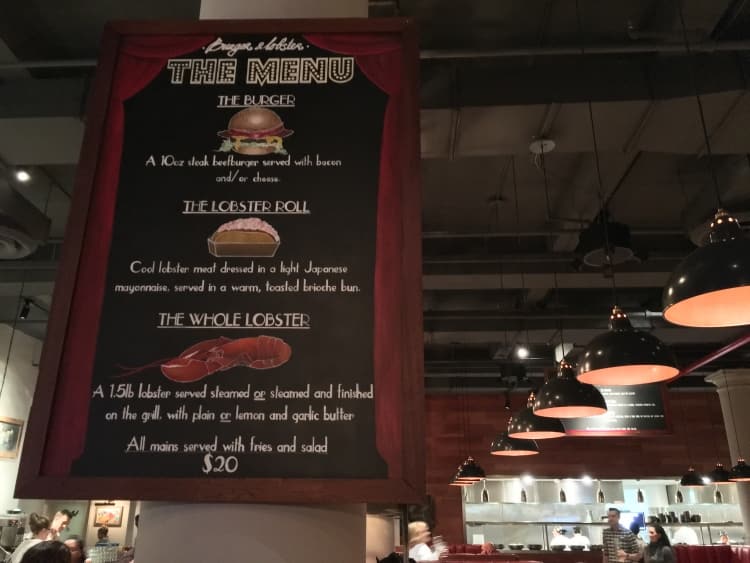 Burger & Lobster
THE MENU
THE BURGER
A 10oz steak beefburger served with bacon
and/or cheese.
THE LOBSTER ROLL
Cool lobster meat dressed in a light Japanese
mayonnaise, served in a warm, toasted brioche bun.
THE WHOLE LOBSTER
A 1.5lb lobster served steamed or steamed and finished
on the grill, with plain or lemon and garlic butter
All mains served with fries and salad
$20